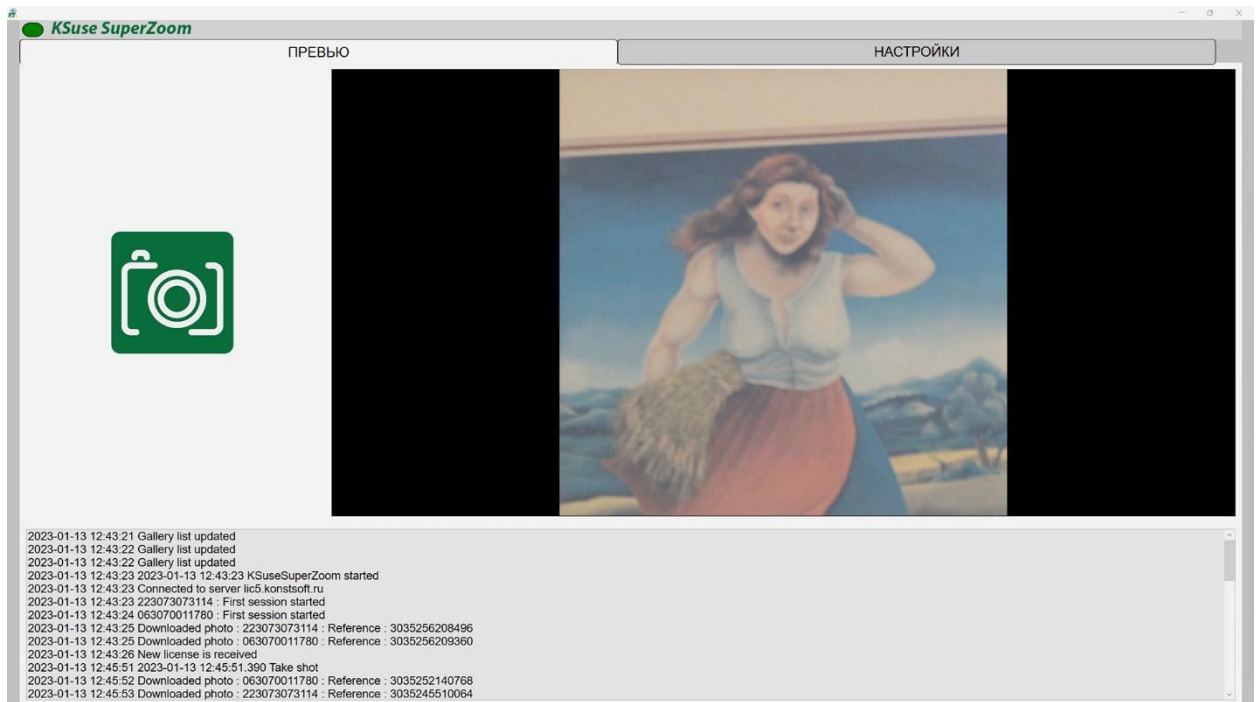 KSuse SuperZoom
ПРЕВЬЮ
НАСТРОЙКИ
2023-01-13 12:43:21 Gallery list updated
2023-01-13 12:43:22 Gallery list updated
2023-01-13 12:43:22 Gallery list updated
2023-01-13 12:43:23 2023-01-13 12:43:23 KSuseSuperZoom started
2023-01-13 12:43:23 Connected to server lic5.konstsoft.ru
2023-01-13 12:43:23 223073073114 : First session started
2023-01-13 12:43:24 063070011780 : First session started
2023-01-13 12:43:25 Downloaded photo : 223073073114 : Reference : 3035256208496
2023-01-13 12:43:25 Downloaded photo : 063070011780 : Reference : 3035256209360
2023-01-13 12:43:26 New license is received
2023-01-13 12:45:51 2023-01-13 12:45:51.390 Take shot
2023-01-13 12:45:52 Downloaded photo : 063070011780 : Reference : 3035252140768
2023-01-13 12:45:53 Downloaded photo : 223073073114 : Reference : 3035245510064